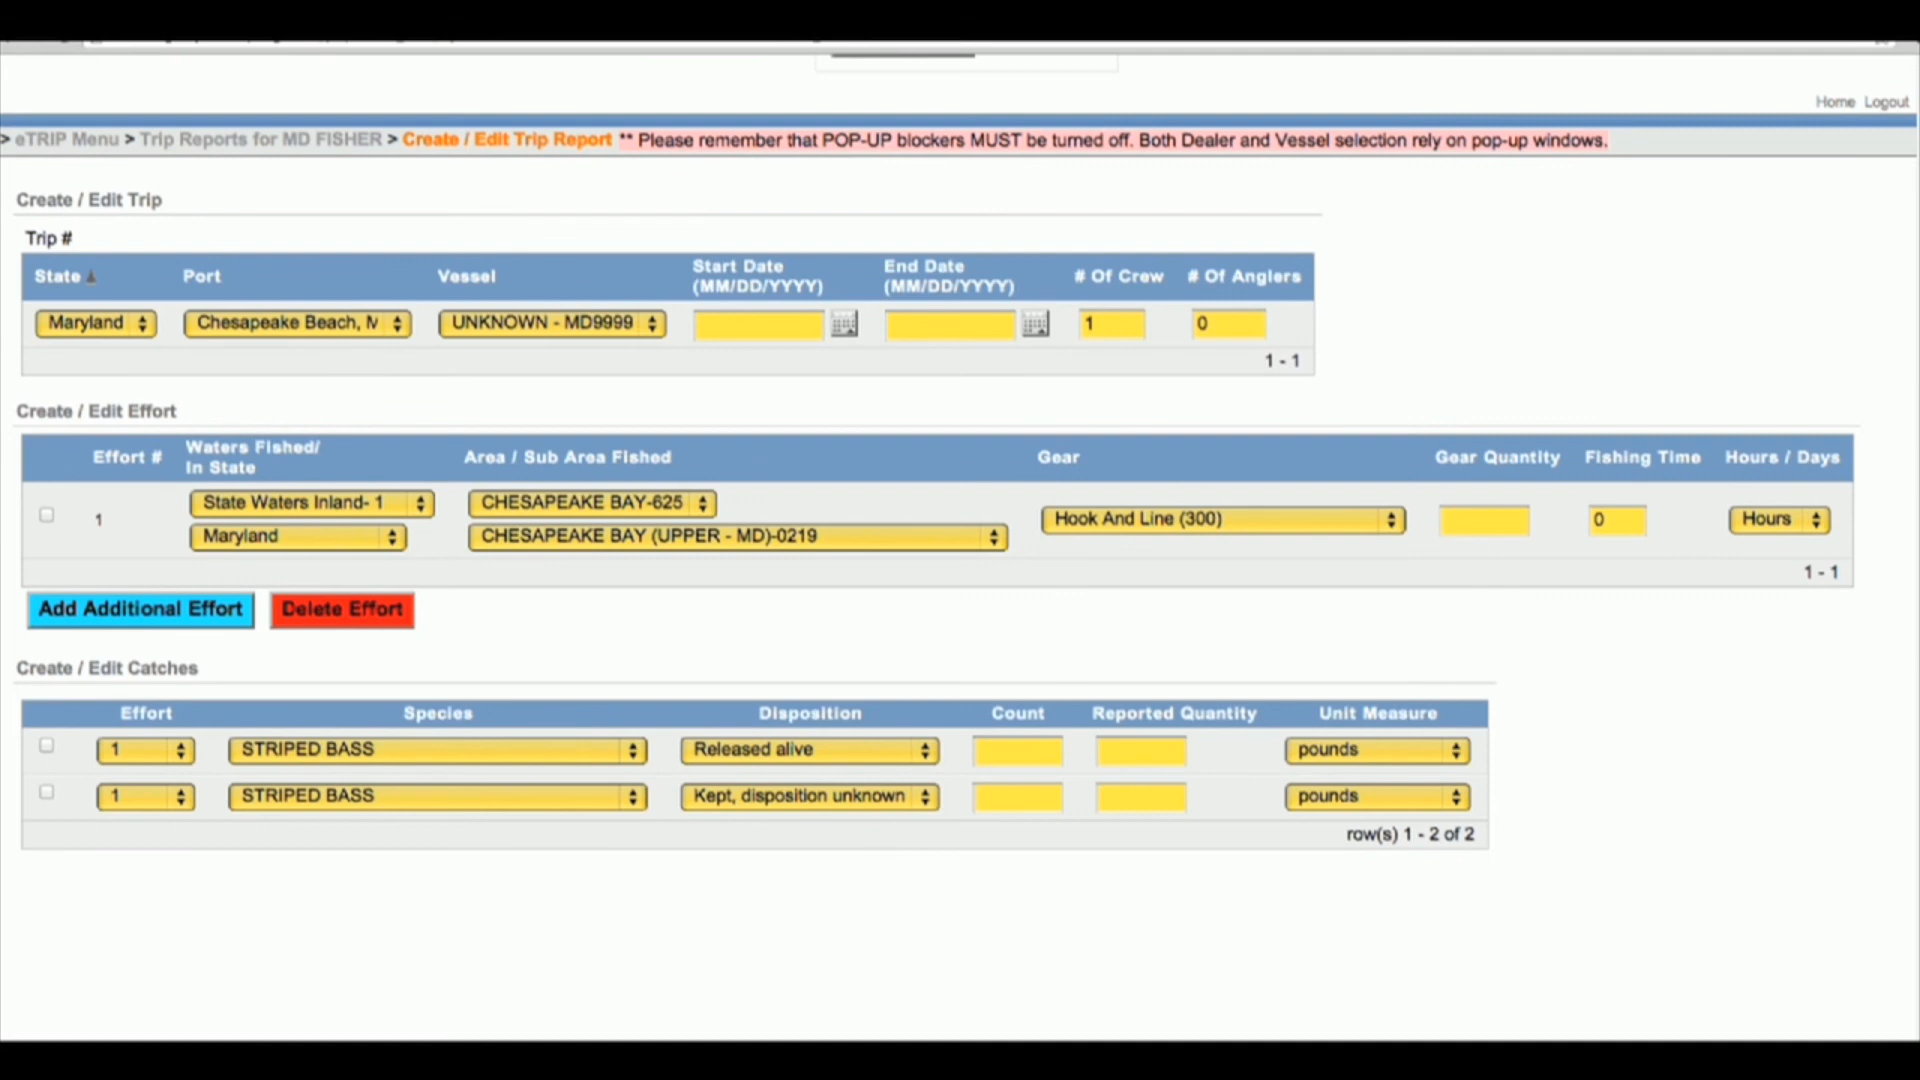 Home Logout
> eTRIP Menu > Trip Reports for MD FISHER > Create / Edit Trip Report ** Please remember that POP-UP blockers MUST be turned off. Both Dealer and Vessel selection rely on pop-up windows.
Create / Edit Trip
Trip #
State Port Vessel Start Date (MM/DD/YYYY) End Date (MM/DD/YYYY) # Of Crew # Of Anglers
Maryland Chesapeake Beach, M UNKNOWN - MD9999 1 0
1 - 1
Create / Edit Effort
Effort # Waters Fished/ In State Area / Sub Area Fished Gear Gear Quantity Fishing Time Hours / Days
State Waters Inland- 1 CHESAPEAKE BAY-625
1 Hook And Line (300) 0 Hours
Maryland CHESAPEAKE BAY (UPPER - MD)-0219
1 - 1
Add Additional Effort Delete Effort
Create / Edit Catches
Effort Species Disposition Count Reported Quantity Unit Measure
1 STRIPED BASS Released alive pounds
1 STRIPED BASS Kept, disposition unknown pounds
row(s) 1 - 2 of 2